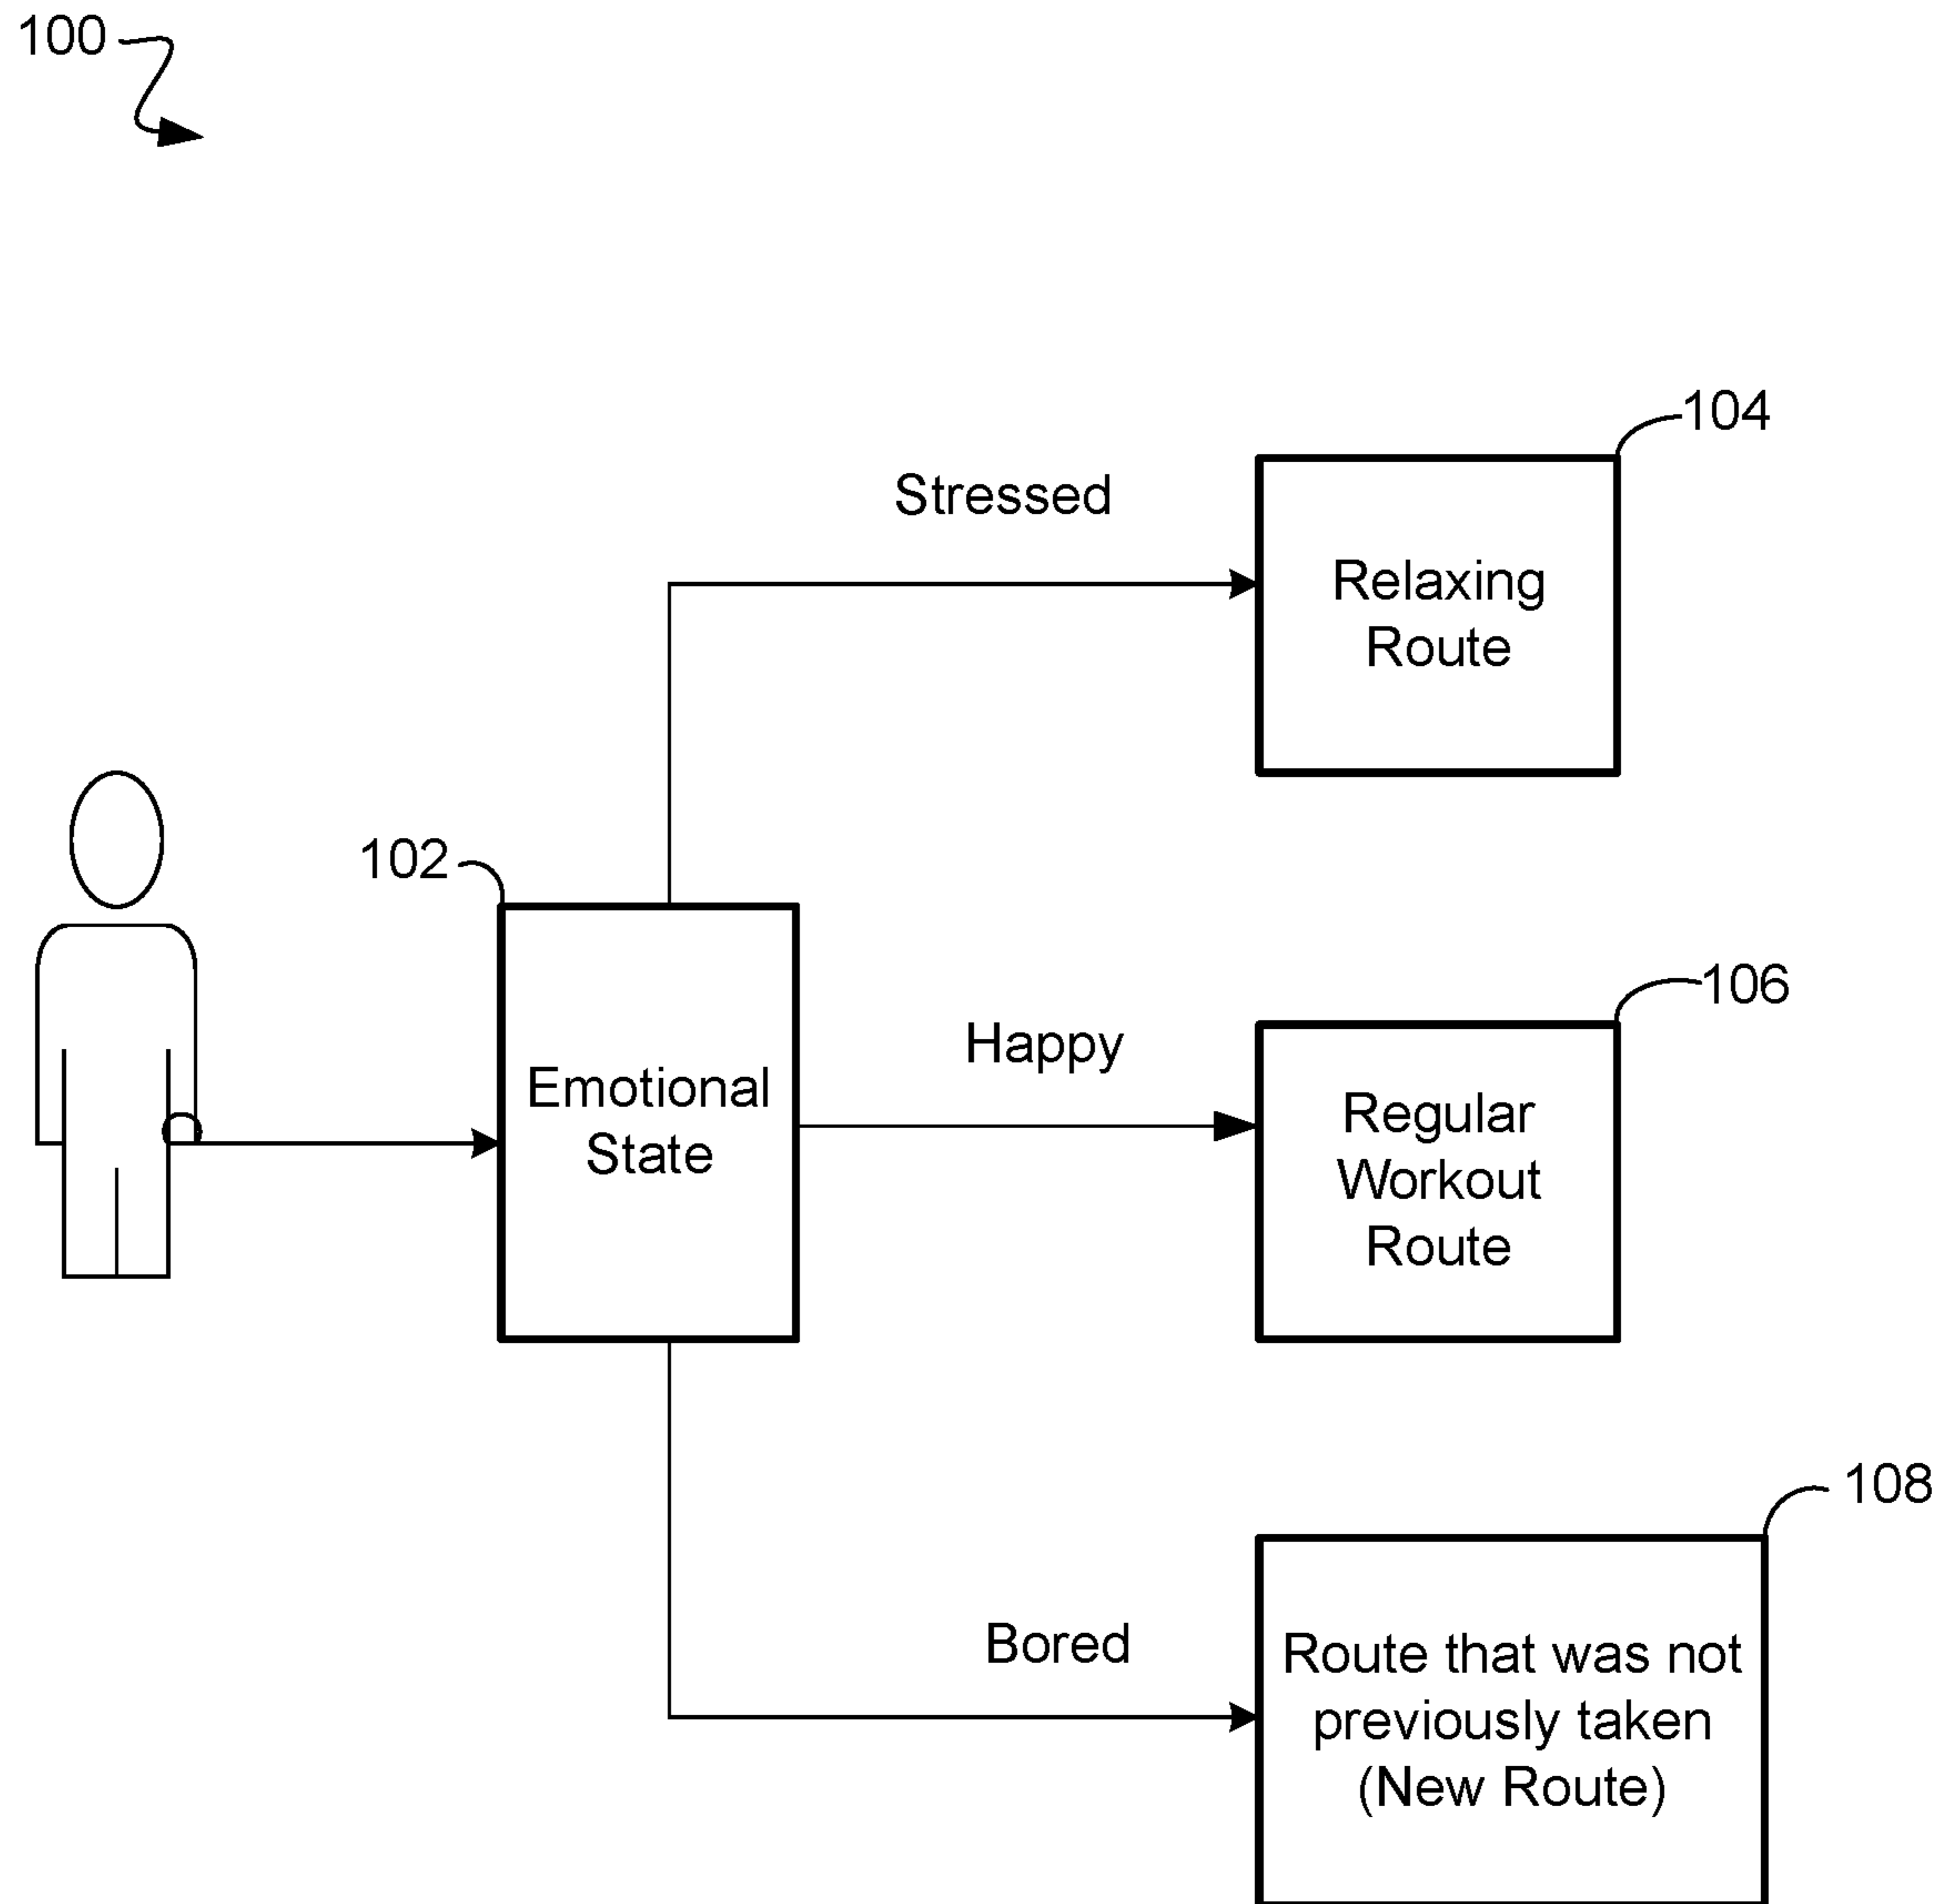 100
104
Stressed
Relaxing
Route
102
106
Happy
Emotional
State
Regular
Workout
Route
108
Bored
Route that was not
previously taken
(New Route)